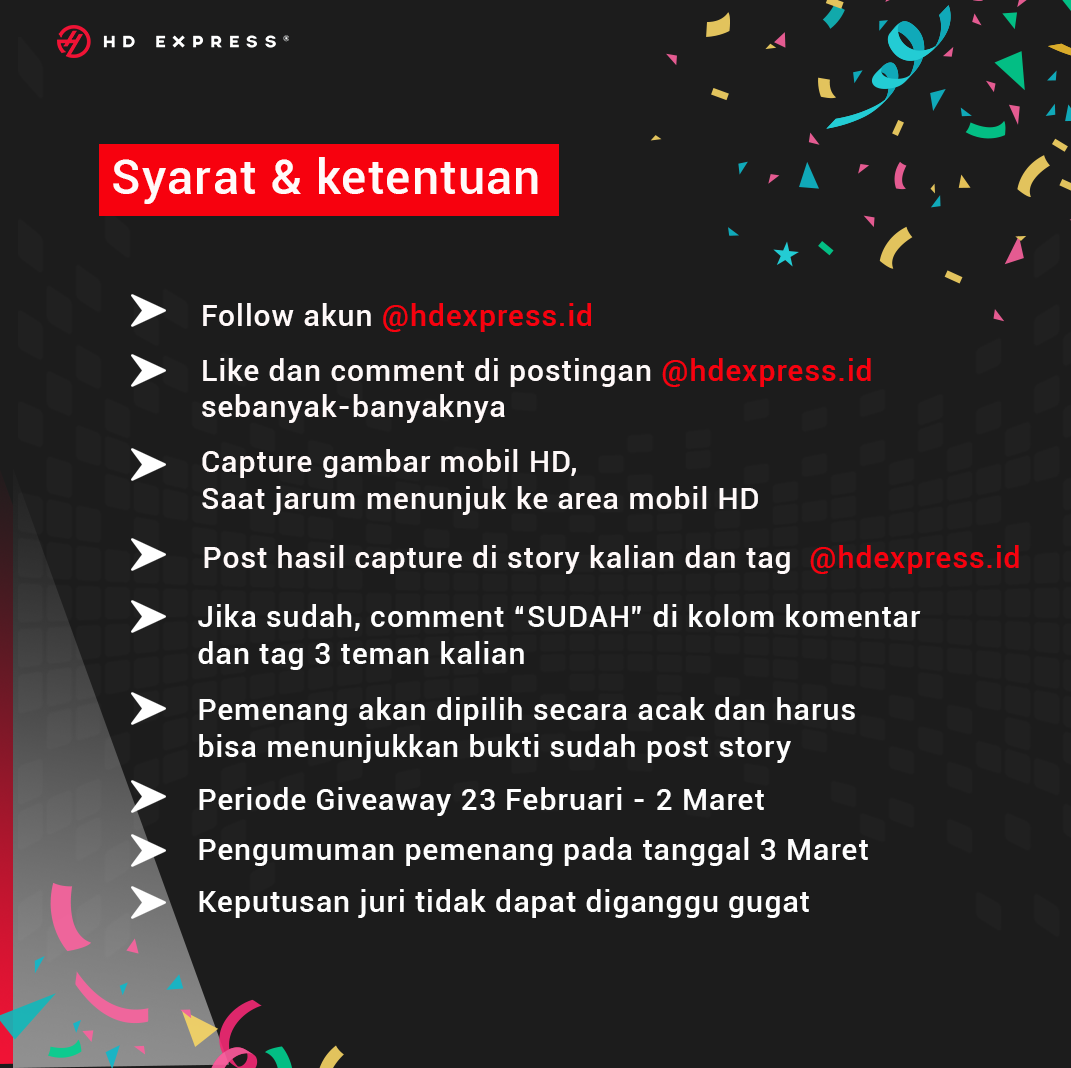 HD EXPRESS®
Syarat & ketentuan
Follow akun @hdexpress.id
Like dan comment di postingan @hdexpress.id
sebanyak-banyaknya
Capture gambar mobil HD,
Saat jarum menunjuk ke area mobil HD
Post hasil capture di story kalian dan tag @hdexpress.id
Jika sudah, comment “SUDAH” di kolom komentar
dan tag 3 teman kalian
Pemenang akan dipilih secara acak dan harus
bisa menunjukkan bukti sudah post story
Periode Giveaway 23 Februari - 2 Maret
Pengumuman pemenang pada tanggal 3 Maret
Keputusan juri tidak dapat diganggu gugat